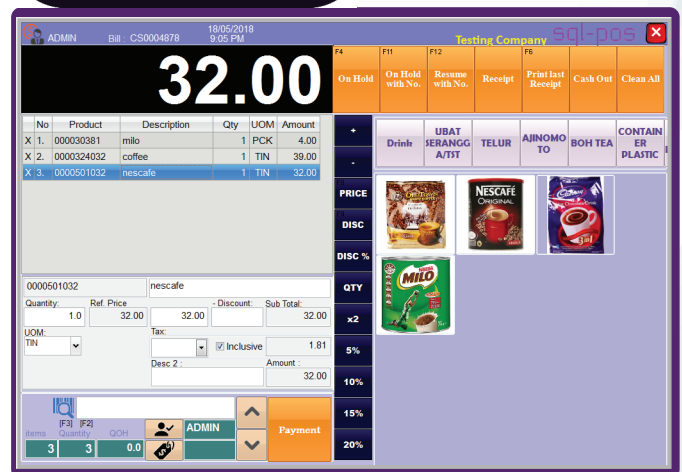 ADMIN Bill : CS0004878 18/05/2018
9:05 PM
Testing Company sql-pos X
32.00
F4 F11 F12 F6
On Hold On Hold with No. Resume with No. Receipt Print last Receipt Cash Out Clean All
No Product Description Qty UOM Amount
X 1. 000030381 milo 1 PCK 4.00
X 2. 0000324032 coffee 1 TIN 39.00
X 3. 0000501032 nescafe 1 TIN 32.00
+
-
PRICE
DISC
DISC %
QTY
x2
5%
10%
15%
20%
Drink UBAT SERANGG A/TST TELUR AJINOMO TO BOH TEA CONTAIN ER PLASTIC
NESCAFÉ
ORIGINAL
Cadbury
3in1
Nestlé
MILO
0000501032 nescafe
Quantity: Ref. Price - Discount: Sub Total:
1.0 32.00 32.00 32.00
UOM: Tax:
TIN Inclusive 1.81
Desc 2 : Amount :
32.00
[F3] [F2]
Items Quantity QOH ADMIN
3 3 0.0
Payment